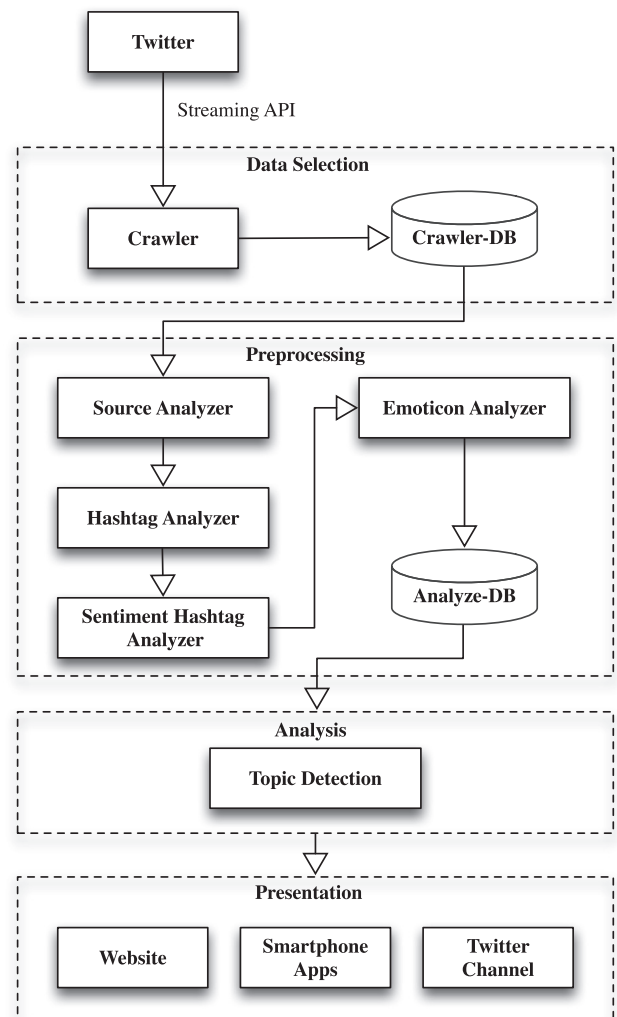 Twitter
Streaming API
Data Selection
Crawler
Crawler-DB
Preprocessing
Source Analyzer
Emoticon Analyzer
Hashtag Analyzer
Sentiment Hashtag
Analyzer
Analyze-DB
Analysis
Topic Detection
Presentation
Website
Smartphone
Apps
Twitter
Channel